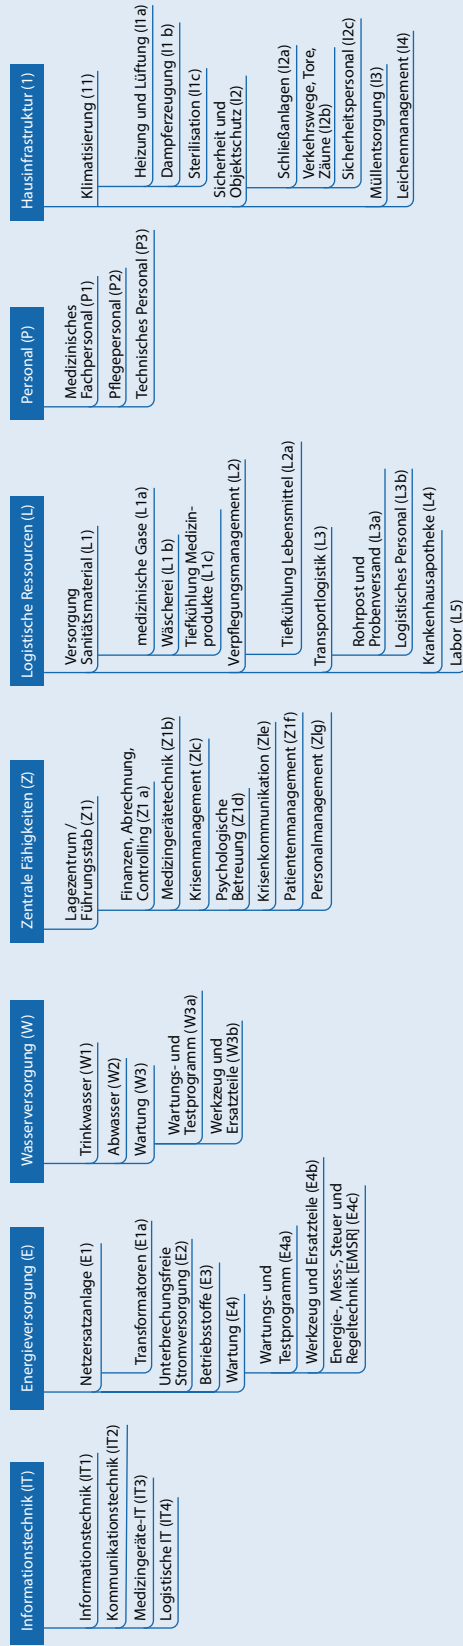 Informationstechnik (IT)
Informationstechnik (IT1)
Kommunikationstechnik (IT2)
Medizingeräte-IT (IT3)
Logistische IT (IT4)
Energieversorgung (E)
Netzersatzanlage (E1)
Transformatoren (E1a)
Unterbrechungsfreie
Stromversorgung (E2)
Betriebsstoffe (E3)
Wartung (E4)
Wartungs- und
Testprogramm (E4a)
Werkzeug und Ersatzteile (E4b)
Energie-, Mess-, Steuer und
Regeltechnik [EMSR] (E4c)
Wasserversorgung (W)
Trinkwasser (W1)
Abwasser (W2)
Wartung (W3)
Wartungs- und
Testprogramm (W3a)
Werkzeug und
Ersatzteile (W3b)
Zentrale Fähigkeiten (Z)
Lagezentrum /
Führungsstab (Z1)
Finanzen, Abrechnung,
Controlling (Z1 a)
Medizingerätetechnik (Z1b)
Krisenmanagement (ZIc)
Psychologische
Betreuung (Z1d)
Krisenkommunikation (ZIe)
Patientenmanagement (Z1f)
Personalmanagement (ZIg)
Logistische Ressourcen (L)
Versorgung
Sanitätsmaterial (L1)
medizinische Gase (L1a)
Wäscherei (L1 b)
Tiefkühlung Medizin-
produkte (L1c)
Verpflegungsmanagement (L2)
Tiefkühlung Lebensmittel (L2a)
Transportlogistik (L3)
Rohrpost und
Probenversand (L3a)
Logistisches Personal (L3b)
Krankenhausapotheke (L4)
Labor (L5)
Personal (P)
Medizinisches
Fachpersonal (P1)
Pflegepersonal (P2)
Technisches Personal (P3)
Hausinfrastruktur (1)
Klimatisierung (11)
Heizung und Lüftung (I1a)
Dampferzeugung (I1 b)
Sterilisation (I1c)
Sicherheit und
Objektschutz (I2)
Schließanlagen (I2a)
Verkehrswege, Tore,
Zäune (I2b)
Sicherheitspersonal (I2c)
Müllentsorgung (I3)
Leichenmanagement (I4)